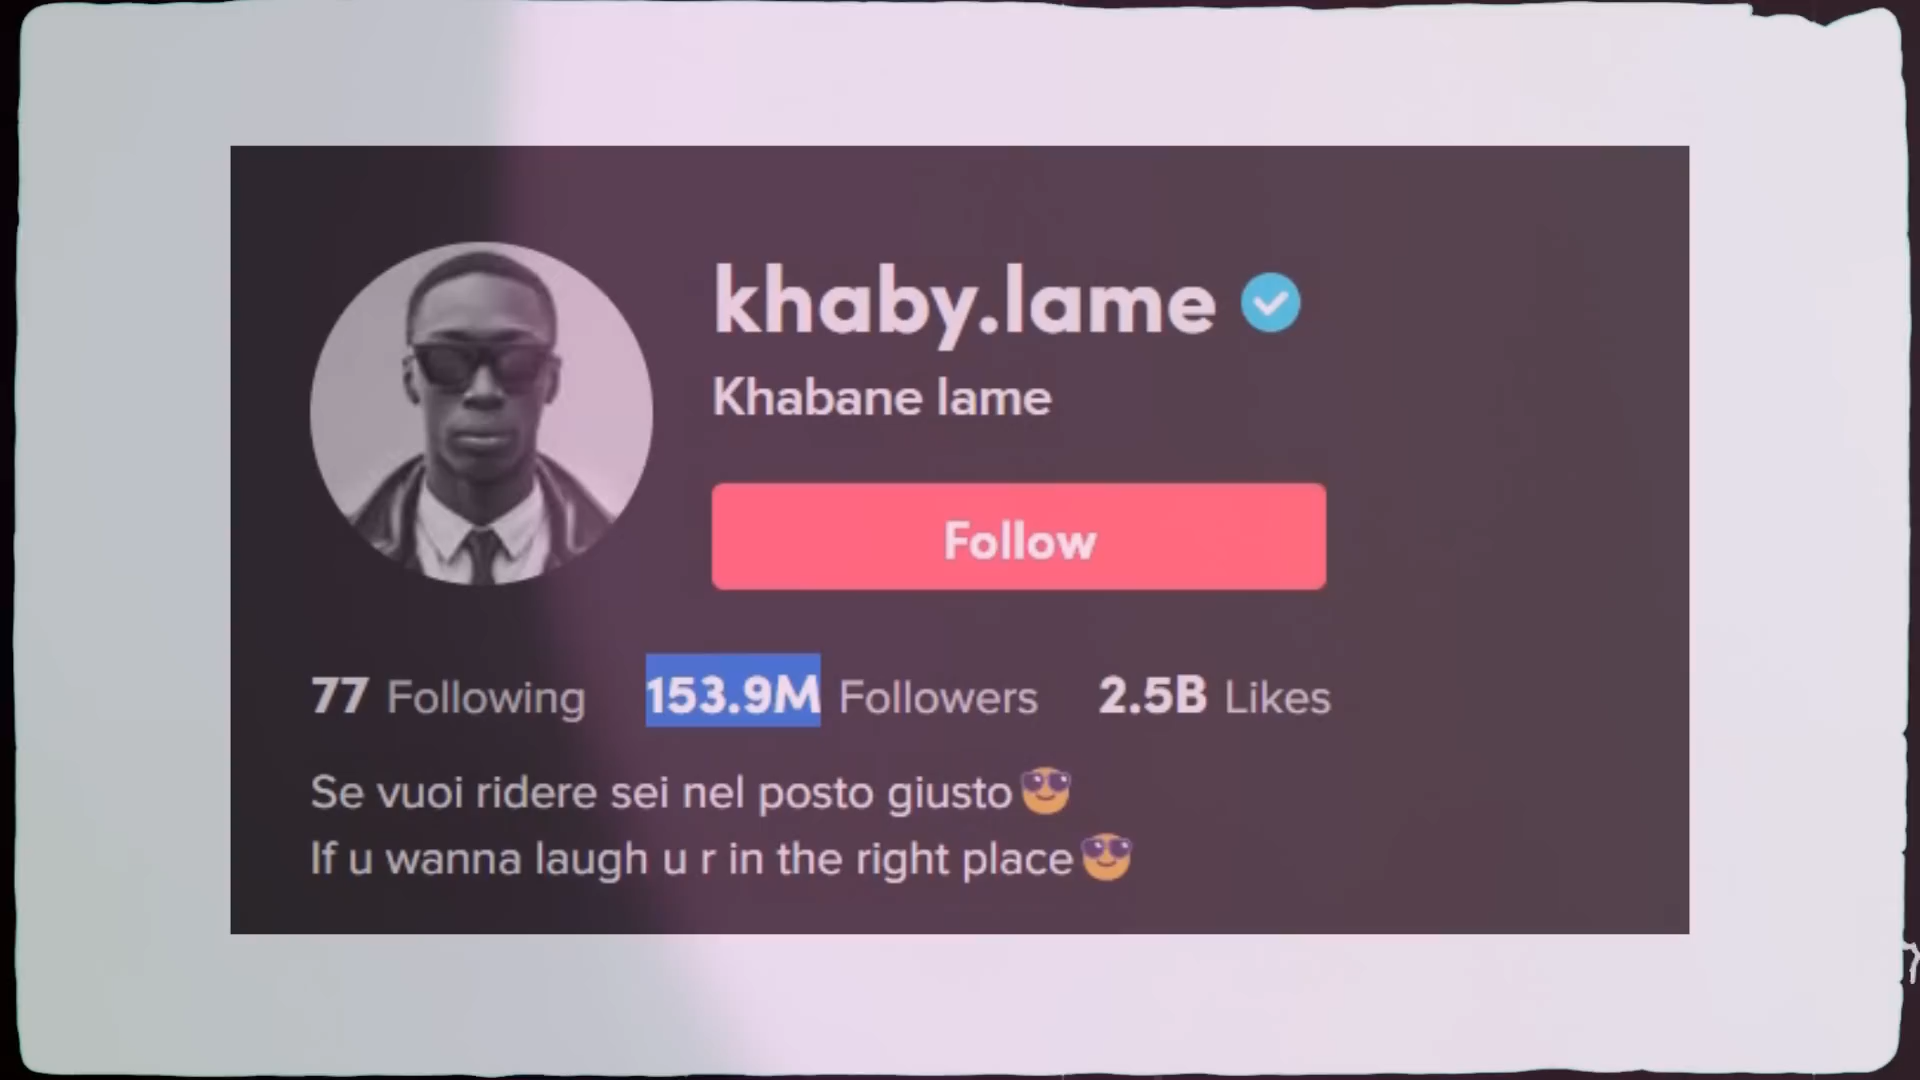 khaby.lame
Khabane lame
Follow
77 Following 153.9M Followers 2.5B Likes
Se vuoi ridere sei nel posto giusto😎
If u wanna laugh u r in the right place😎